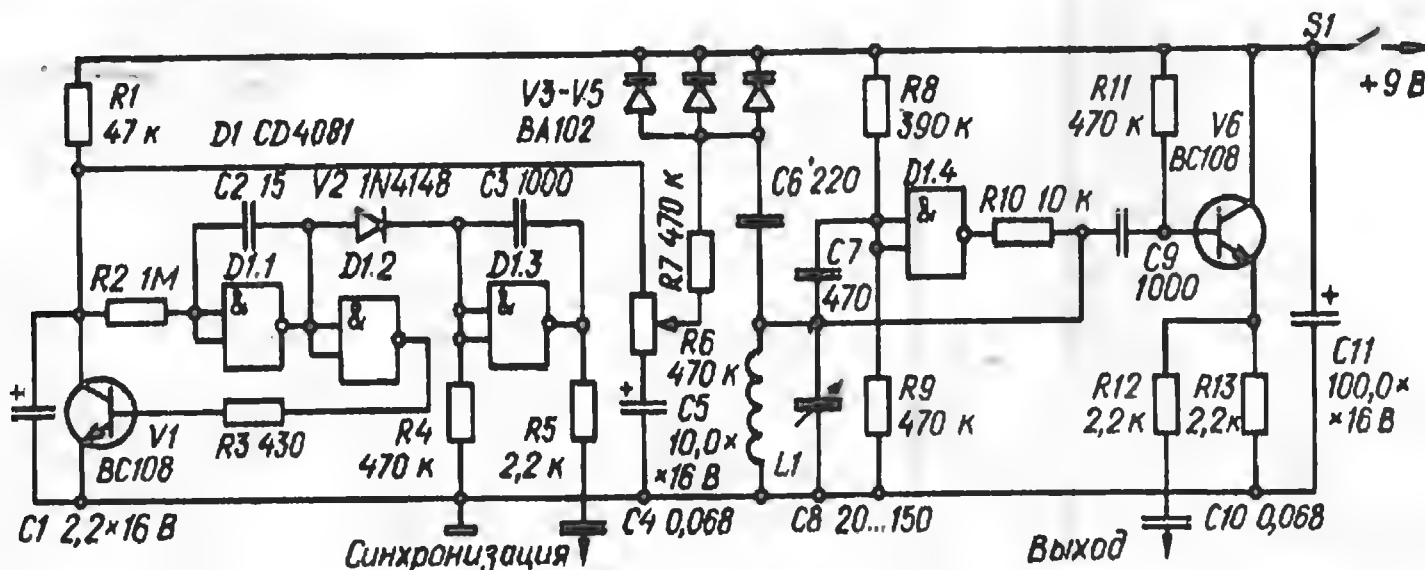 S1
+9 В
R1
47 к
D1 CD4081
V3-V5
BA102
R8
390 к
R11
470 к
V6
BC108
C2 15
V2 1N4148
C3 1000
C6 220
D1.4
&
R10 10 к
R2 1M
D1.1
&
D1.2
&
D1.3
&
R7 470 к
C7
470
C9
1000
R6
470 к
+
C11
100,0×
×16 В
+
V1
BC108
R3 430
R4
470 к
R5
2,2 к
+
C5
10,0×
×16 В
L1
R9
470 к
R12
2,2к
R13
2,2к
C1 2,2×16 В
C4 0,068
C8 20...150
C10 0,068
Синхронизация
Выход